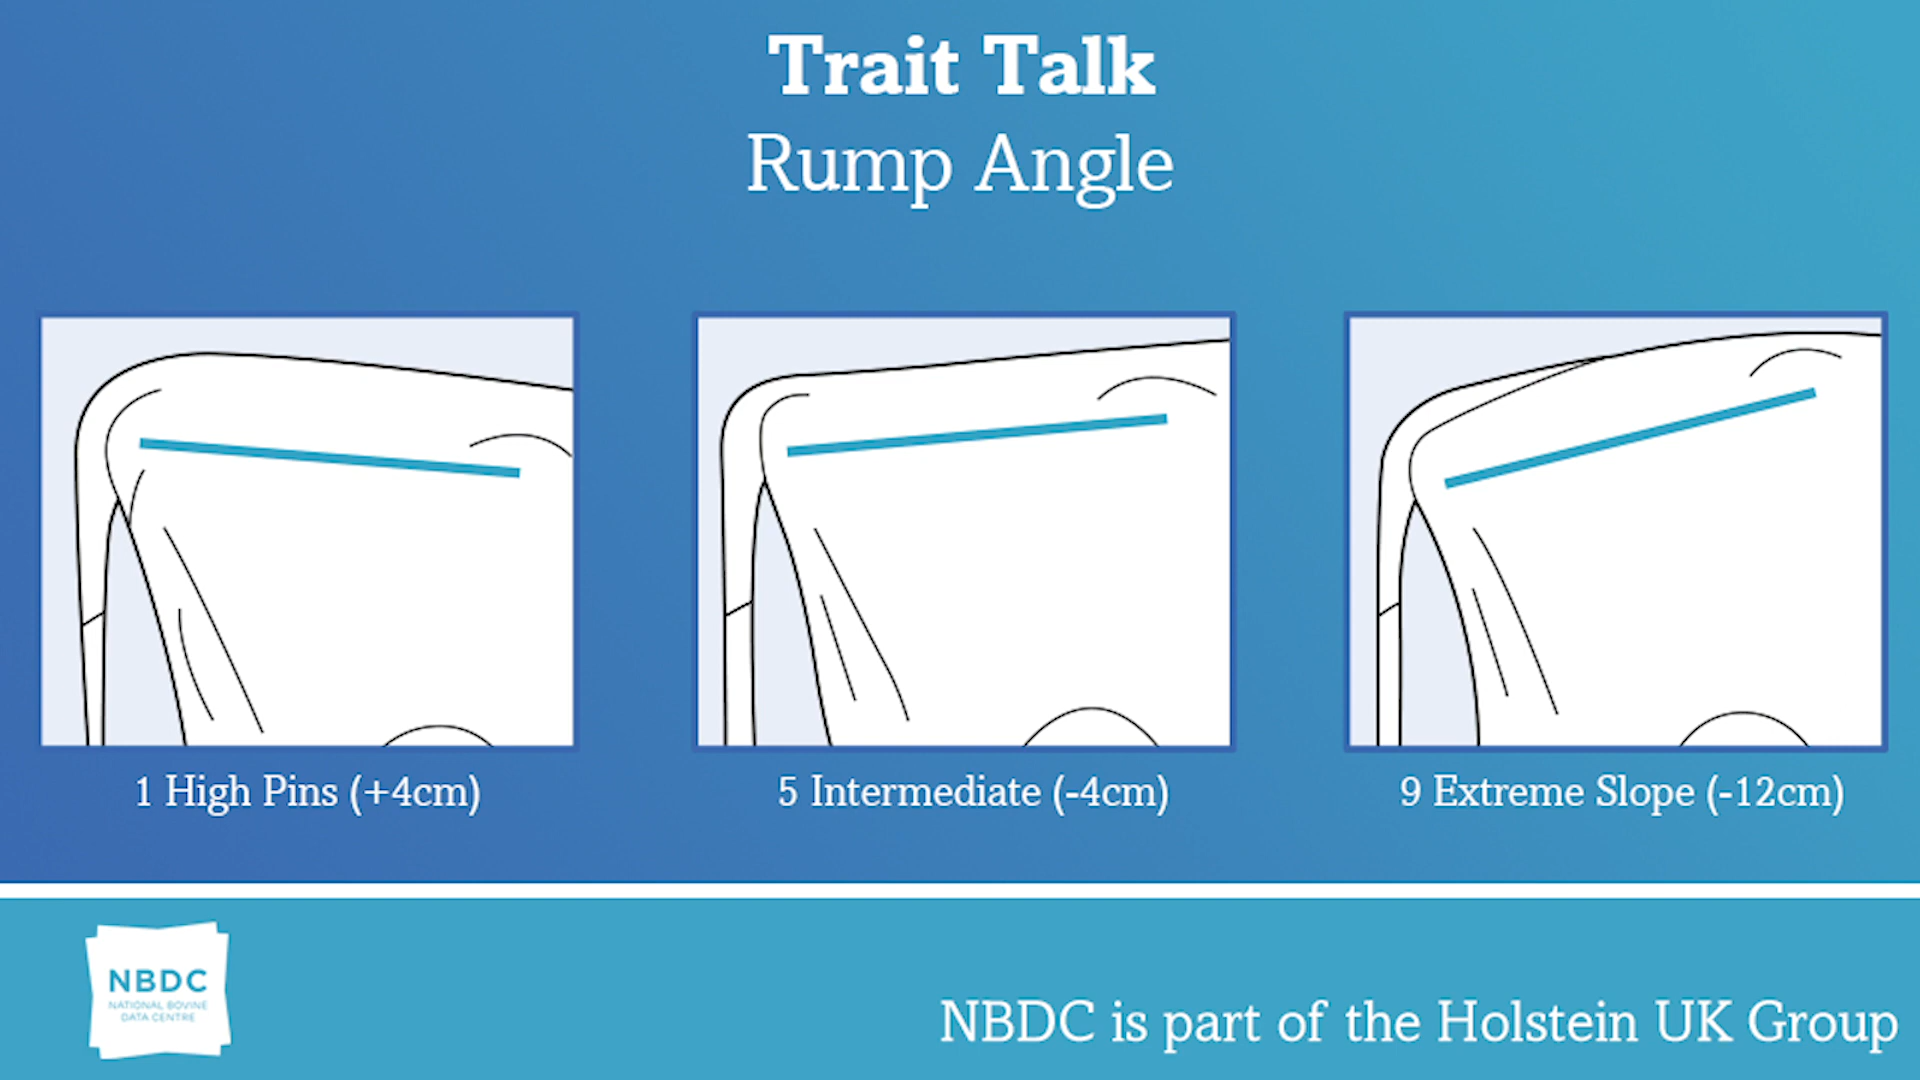 Trait Talk
Rump Angle
1 High Pins (+4cm)
5 Intermediate (-4cm)
9 Extreme Slope (-12cm)
NBDC
NATIONAL BOVINE
DATA CENTRE
NBDC is part of the Holstein UK Group